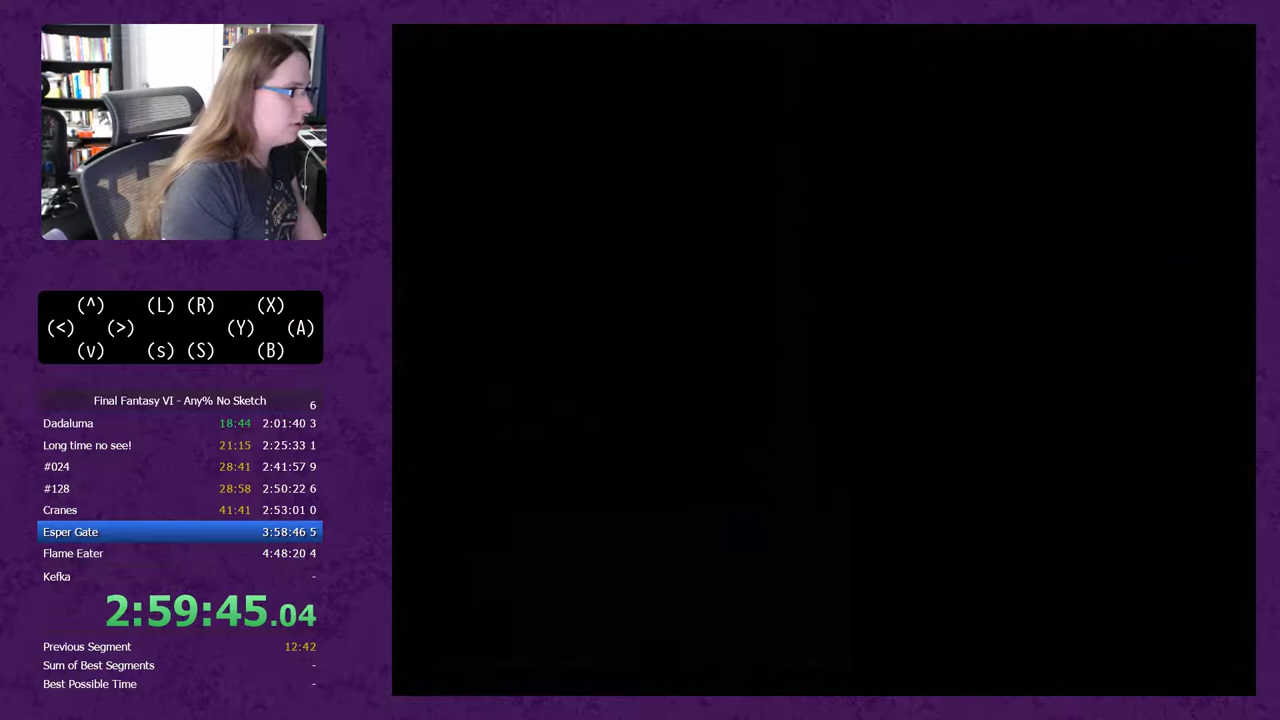 (^) (L) (R) (X)
(<) (>) (Y) (A)
(v) (s) (S) (B)
Final Fantasy VI - Any% No Sketch 6
Dadaluma 18:44 2:01:40 3
Long time no see! 21:15 2:25:33 1
#024 28:41 2:41:57 9
#128 28:58 2:50:22 6
Cranes 41:41 2:53:01 0
Esper Gate 3:58:46 5
Flame Eater 4:48:20 4
Kefka -
2:59:45.04
Previous Segment 12:42
Sum of Best Segments -
Best Possible Time -